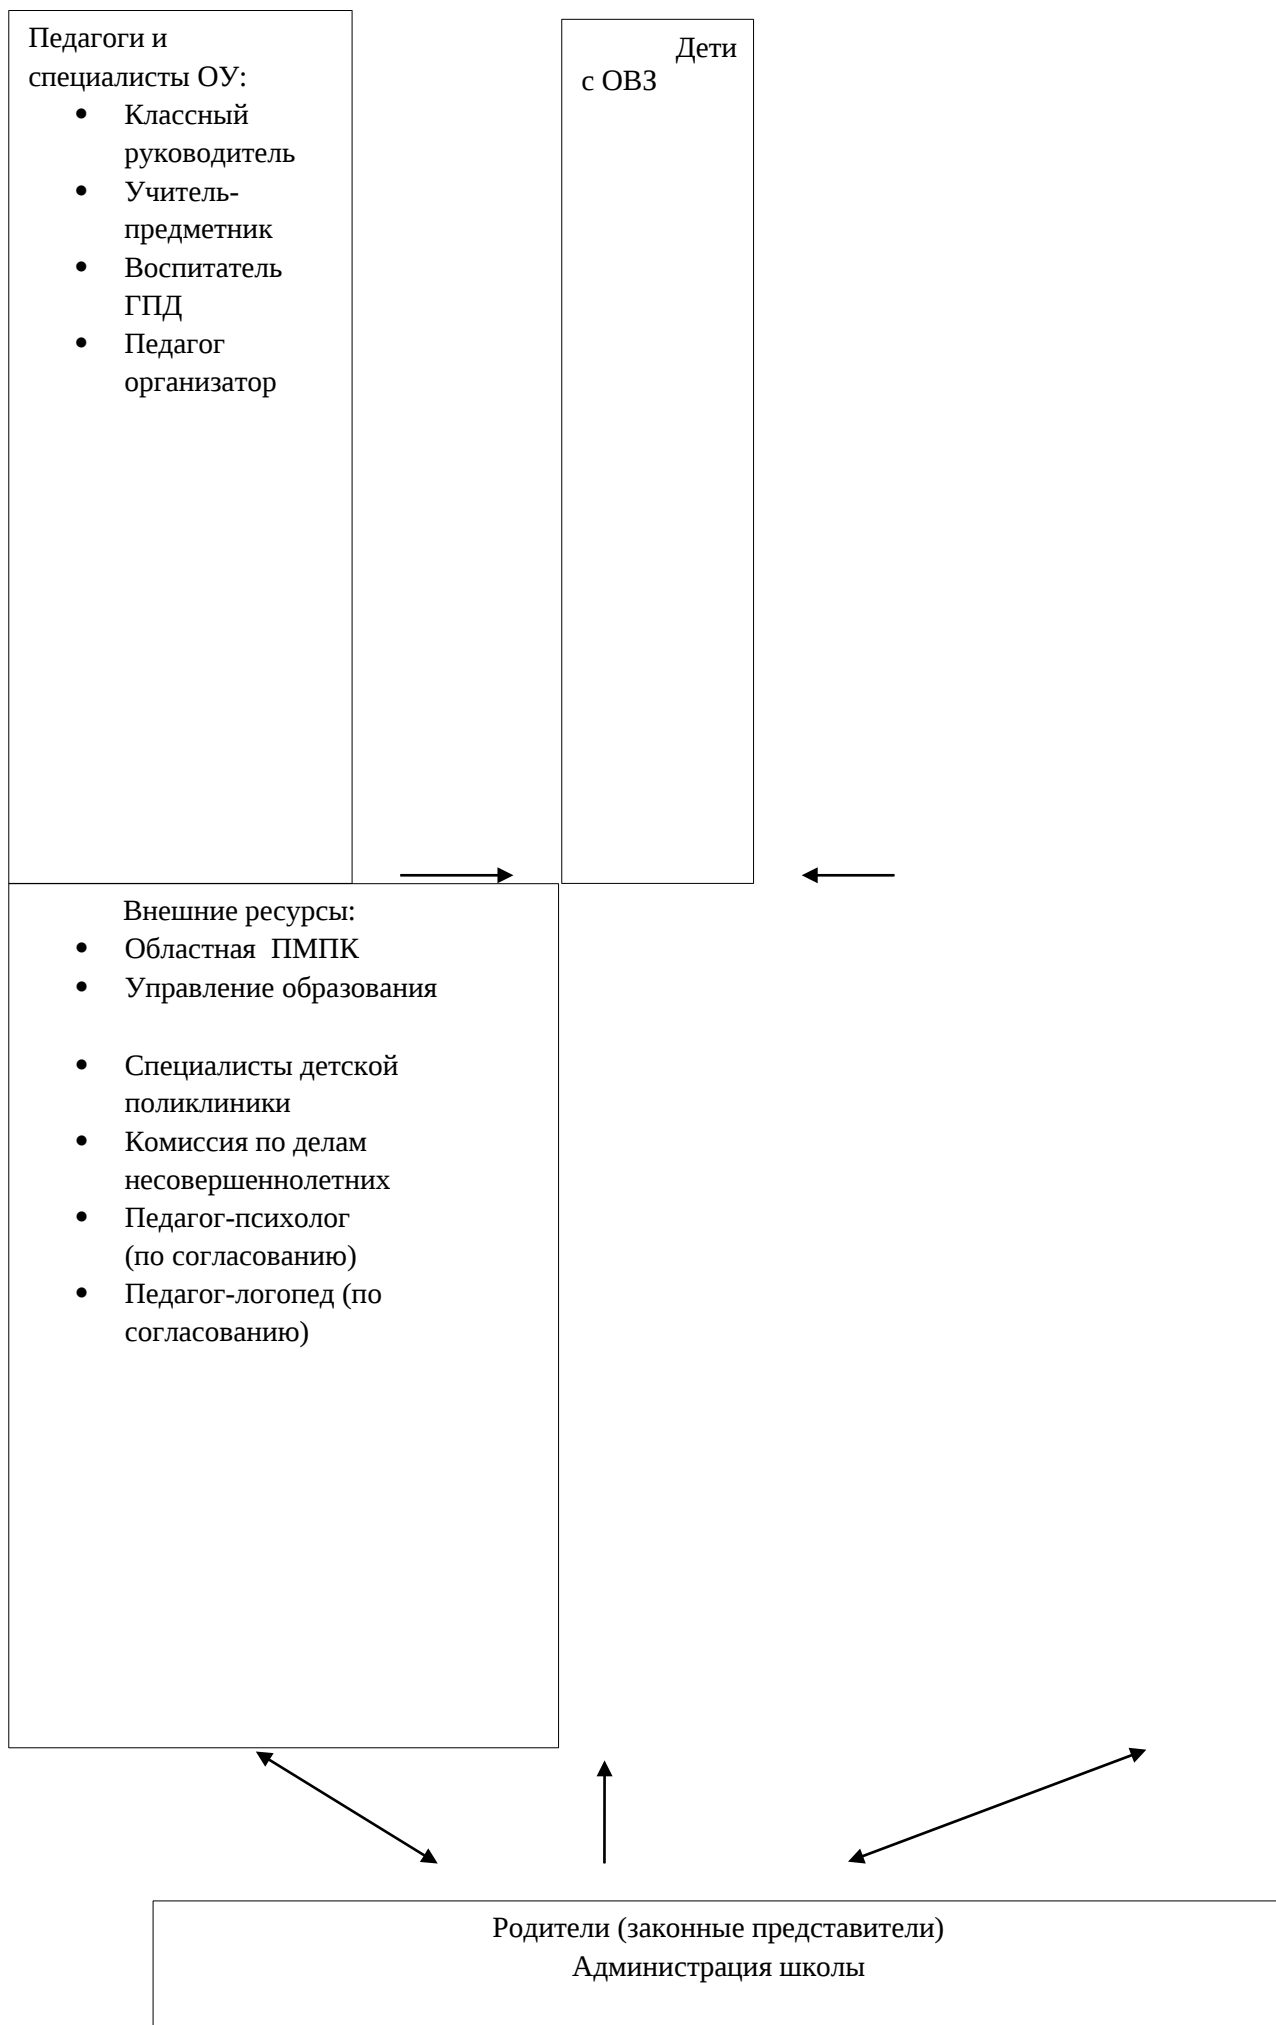 Педагоги и
специалисты ОУ:
• Классный
руководитель
• Учитель-
предметник
• Воспитатель
ГПД
• Педагог
организатор
Дети
с ОВЗ
Внешние ресурсы:
• Областная ПМПК
• Управление образования
• Специалисты детской
поликлиники
• Комиссия по делам
несовершеннолетних
• Педагог-психолог
(по согласованию)
• Педагог-логопед (по
согласованию)
Родители (законные представители)
Администрация школы